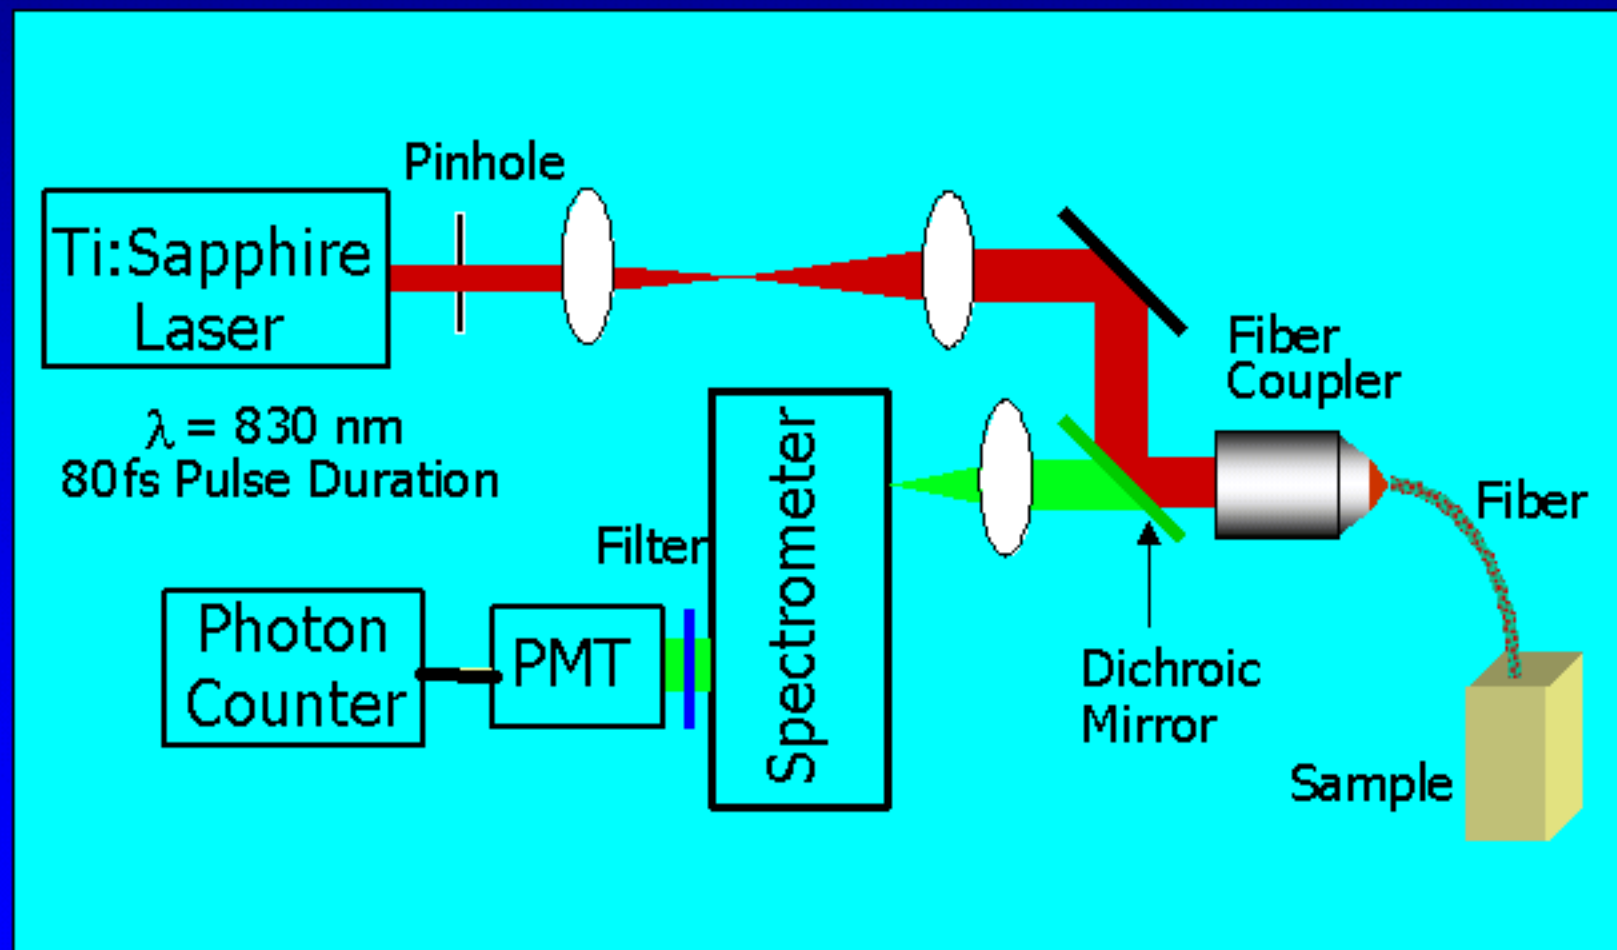 Pinhole
Ti:Sapphire
Laser
λ = 830 nm
80fs Pulse Duration
Fiber
Coupler
Fiber
Spectrometer
Filter
Photon
Counter
PMT
Dichroic
Mirror
Sample